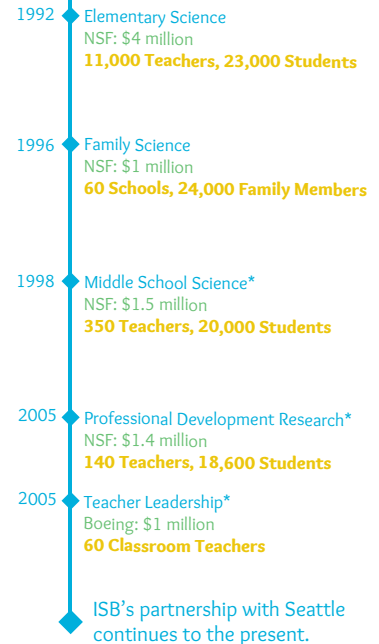 1992 Elementary Science
NSF: $4 million
11,000 Teachers, 23,000 Students
1996 Family Science
NSF: $1 million
60 Schools, 24,000 Family Members
1998 Middle School Science*
NSF: $1.5 million
350 Teachers, 20,000 Students
2005 Professional Development Research*
NSF: $1.4 million
140 Teachers, 18,600 Students
2005 Teacher Leadership*
Boeing: $1 million
60 Classroom Teachers
ISB's partnership with Seattle
continues to the present.